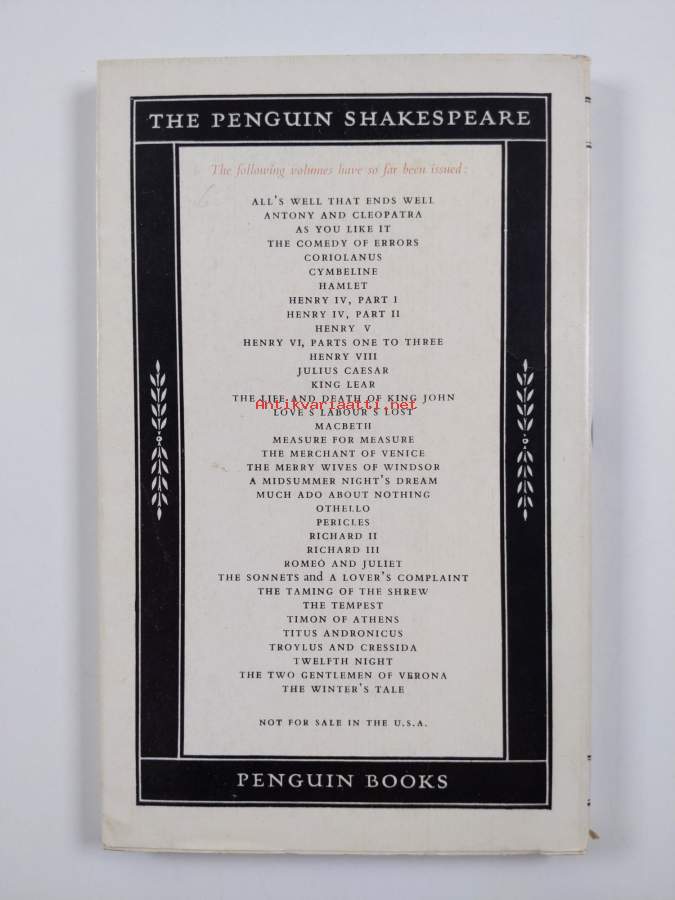 THE PENGUIN SHAKESPEARE
The following volumes have so far been issued:
ALL'S WELL THAT ENDS WELL
ANTONY AND CLEOPATRA
AS YOU LIKE IT
THE COMEDY OF ERRORS
CORIOLANUS
CYMBELINE
HAMLET
HENRY IV, PART I
HENRY IV, PART II
HENRY V
HENRY VI, PARTS ONE TO THREE
HENRY VIII
JULIUS CAESAR
KING LEAR
THE LIFE AND DEATH OF KING JOHN
Antikvariaatti.net
LOVE'S LABOUR'S LOST
MACBETH
MEASURE FOR MEASURE
THE MERCHANT OF VENICE
THE MERRY WIVES OF WINDSOR
A MIDSUMMER NIGHT'S DREAM
MUCH ADO ABOUT NOTHING
OTHELLO
PERICLES
RICHARD II
RICHARD III
ROMEO AND JULIET
THE SONNETS and A LOVER'S COMPLAINT
THE TAMING OF THE SHREW
THE TEMPEST
TIMON OF ATHENS
TITUS ANDRONICUS
TROYLUS AND CRESSIDA
TWELFTH NIGHT
THE TWO GENTLEMEN OF VERONA
THE WINTER'S TALE
NOT FOR SALE IN THE U.S.A.
PENGUIN BOOKS